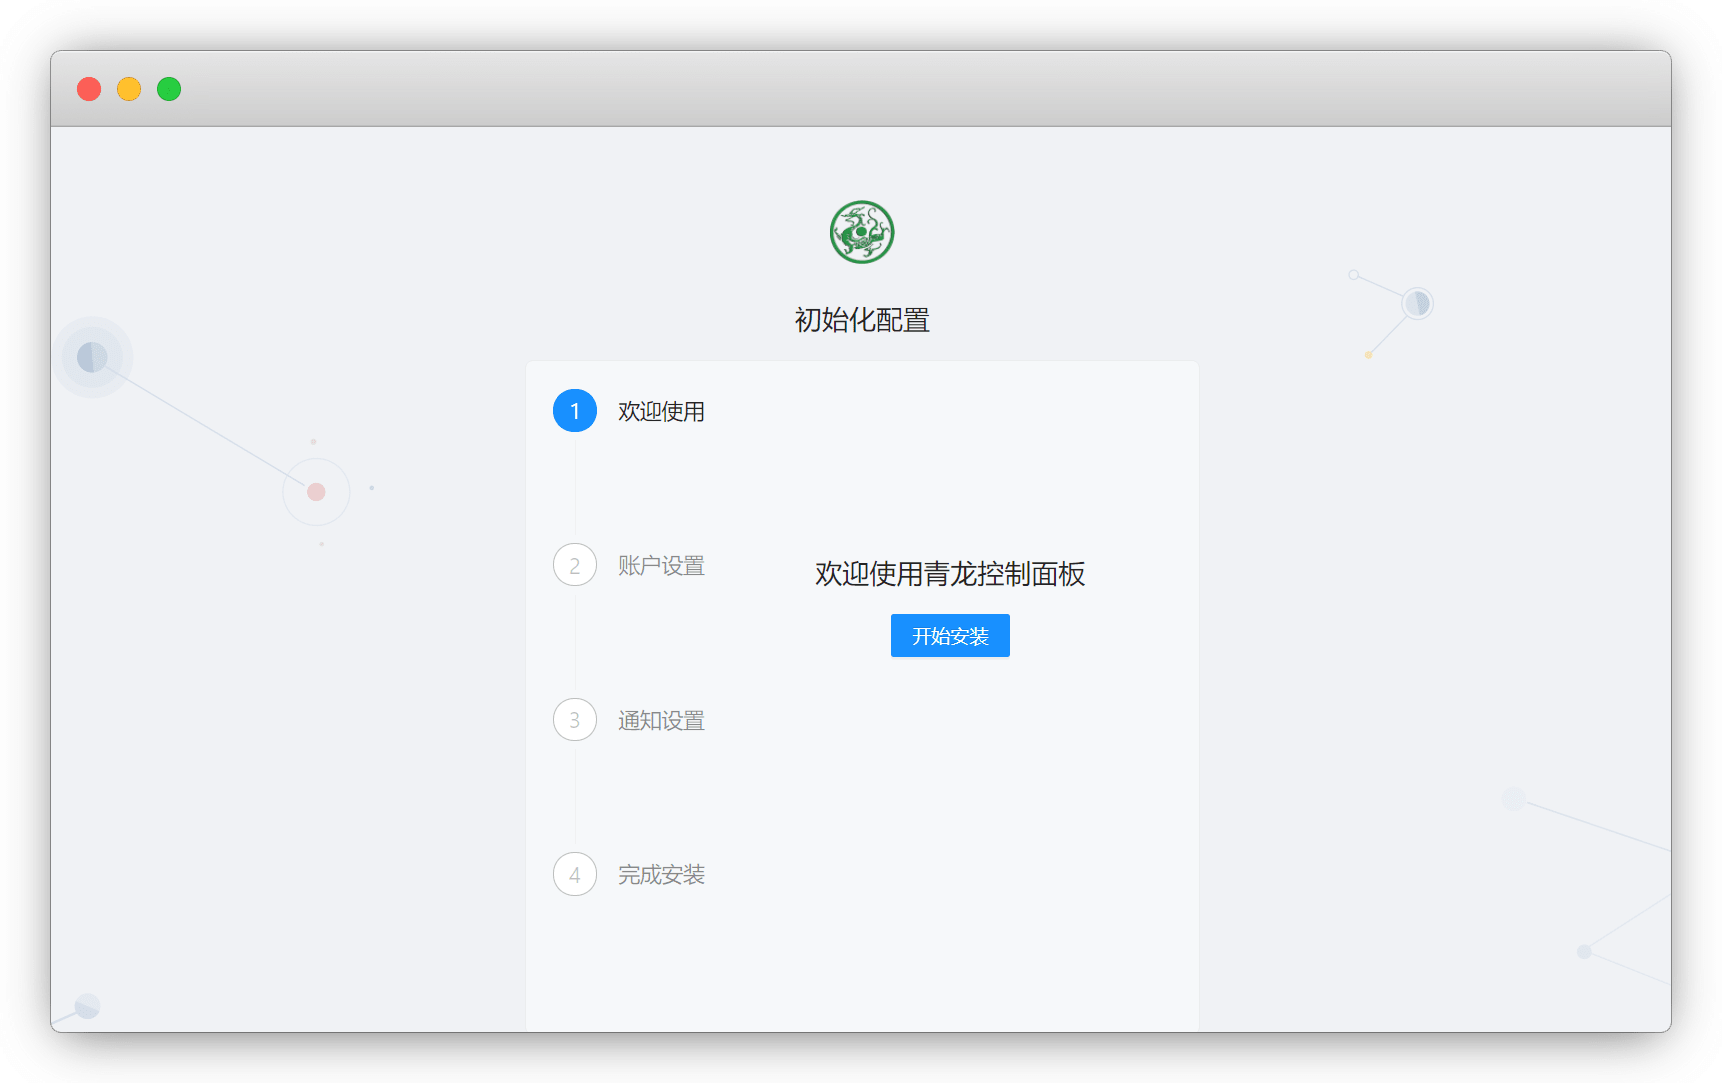 初始化配置
1 欢迎使用
2 账户设置
欢迎使用青龙控制面板
开始安装
3 通知设置
4 完成安装